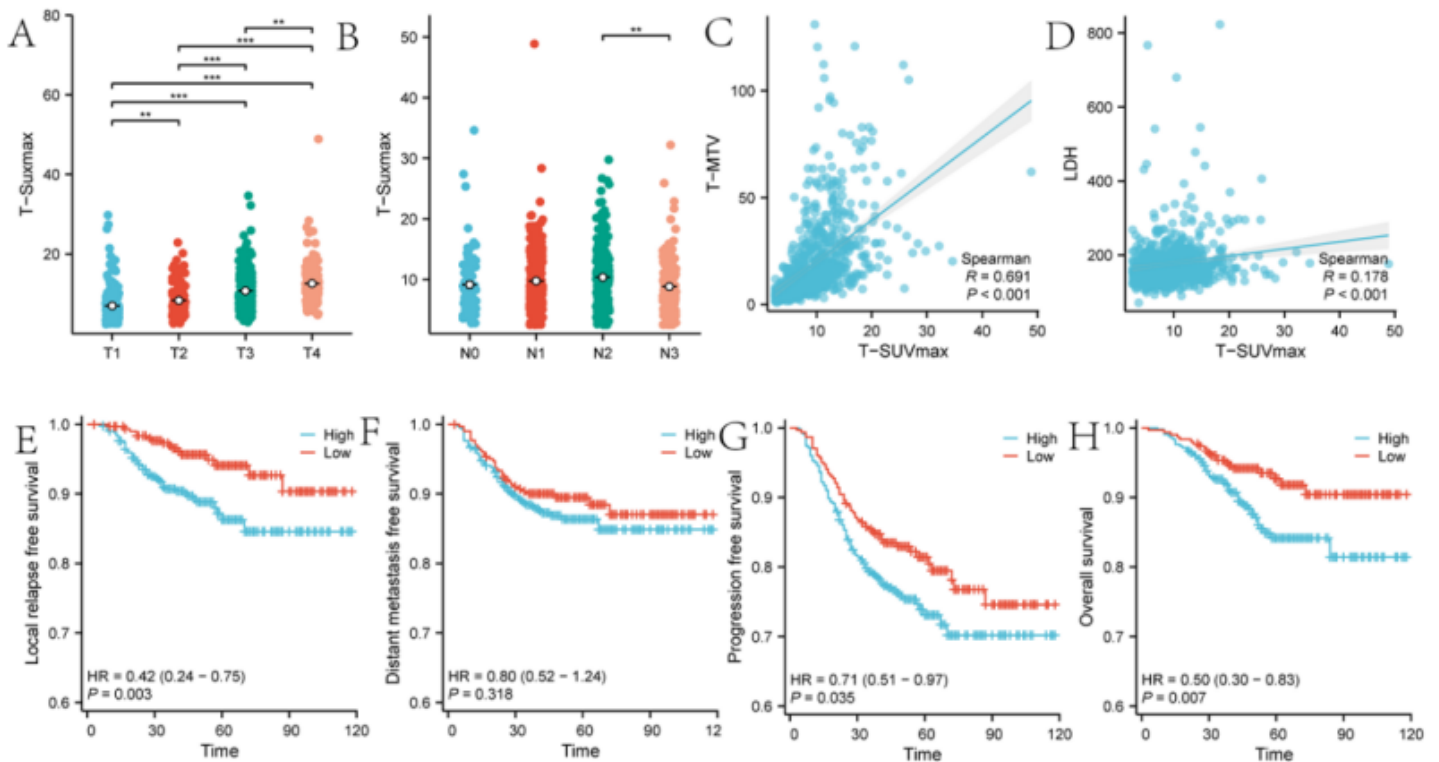 A
T-Suxmax
80
60
40
20
**
***
***
***
***
**
T1 T2 T3 T4
B
T-Suxmax
50
40
30
20
10
**
N0 N1 N2 N3
C
T-MTV
100
50
0
Spearman
R = 0.691
P < 0.001
10 20 30 40 50
T-SUVmax
D
LDH
800
600
400
200
Spearman
R = 0.178
P < 0.001
10 20 30 40 50
T-SUVmax
E
Local relapse free survival
1.0
0.9
0.8
0.7
0.6
High
Low
HR = 0.42 (0.24 − 0.75)
P = 0.003
0 30 60 90 120
Time
F
Distant metastasis free survival
1.0
0.9
0.8
0.7
0.6
High
Low
HR = 0.80 (0.52 − 1.24)
P = 0.318
0 30 60 90 12
Time
G
Progression free survival
1.0
0.9
0.8
0.7
0.6
High
Low
HR = 0.71 (0.51 − 0.97)
P = 0.035
0 30 60 90 120
Time
H
Overall survival
1.0
0.9
0.8
0.7
0.6
High
Low
HR = 0.50 (0.30 − 0.83)
P = 0.007
0 30 60 90 120
Time